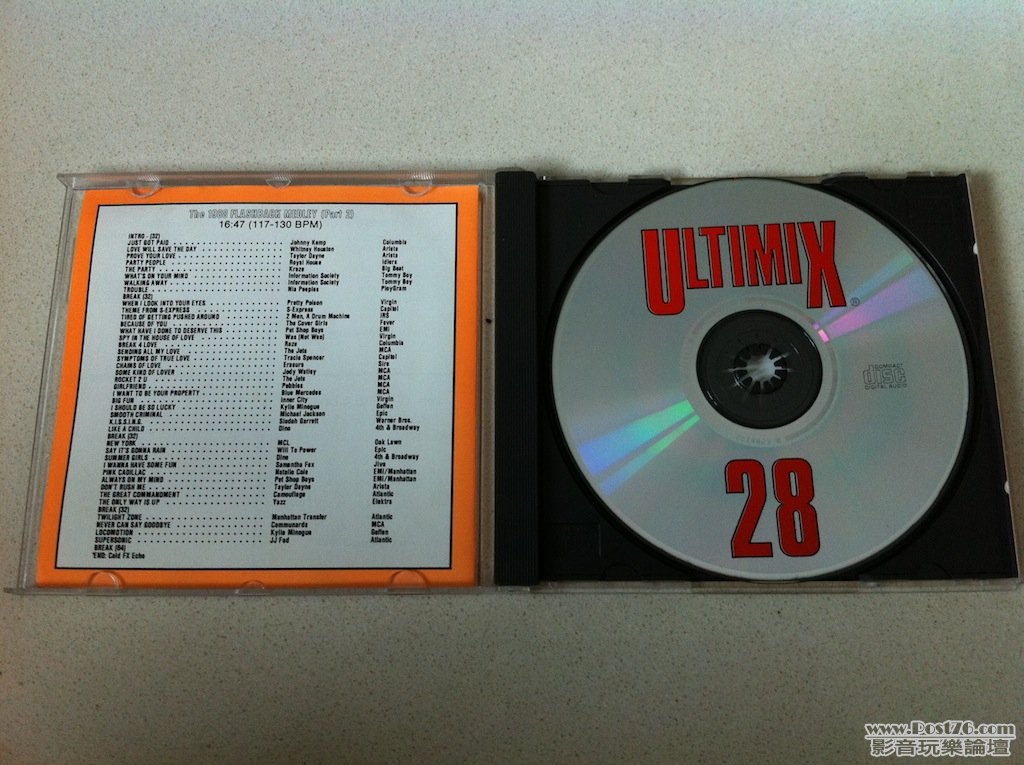 The 1988 FLASHBACK MEDLEY (Part 2)
16:47 (117-130 BPM)
INTRO - (32)
JUST GOT PAID Johnny Kemp Columbia
LOVE WILL SAVE THE DAY Whitney Houston Arista
PROVE YOUR LOVE Taylor Dayne Arista
PARTY PEOPLE Royal House Idlers
THE PARTY Kraze Big Beat
WHAT'S ON YOUR MIND Information Society Tommy Boy
WALKING AWAY Information Society Tommy Boy
TROUBLE Nia Peeples PloyGram
BREAK (32)
WHEN I LOOK INTO YOUR EYES Pretty Poison Virgin
THEME FROM S-EXPRESS S-Express Capitol
TIRED OF GETTING PUSHED AROUND 2 Men, A Drum Machine IRS
BECAUSE OF YOU The Cover Girls Fever
WHAT HAVE I DONE TO DESERVE THIS Pet Shop Boys EMI
SPY IN THE HOUSE OF LOVE Was (Not Was) Virgin
BREAK 4 LOVE Raze Columbia
SENDING ALL MY LOVE The Jets MCA
SYMPTOMS OF TRUE LOVE Tracie Spencer Capitol
CHAINS OF LOVE Erasure Sire
SOME KIND OF LOVER Jody Watley MCA
ROCKET 2 U The Jets MCA
GIRLFRIEND Pebbles MCA
I WANT TO BE YOUR PROPERTY Blue Mercedes MCA
BIG FUN Inner City Virgin
I SHOULD BE SO LUCKY Kylie Minogue Geffen
SMOOTH CRIMINAL Michael Jackson Epic
K.I.S.S.I.N.G. Siedah Garrett Warner Bros.
LIKE A CHILD Dino 4th & Broadway
BREAK (32)
NEW YORK MCL Oak Lawn
SAY IT'S GONNA RAIN Will To Power Epic
SUMMER GIRLS Dino 4th & Broadway
I WANNA HAVE SOME FUN Samantha Fox Jive
PINK CADILLAC Natalie Cole EMI/Manhattan
ALWAYS ON MY MIND Pet Shop Boys EMI/Manhattan
DON'T RUSH ME Taylor Dayne Arista
THE GREAT COMMANDMENT Camouflage Atlantic
THE ONLY WAY IS UP Yazz Elektra
BREAK (32)
TWILIGHT ZONE Manhattan Transfer Atlantic
NEVER CAN SAY GOODBYE Communards MCA
LOCOMOTION Kylie Minogue Geffen
SUPERSONIC JJ Fad Atlantic
BREAK (64)
*END: Cold FX Echo
ULTIMIX®
COMPACT
disc
DIGITAL AUDIO
28
www.Post76.com
影音玩樂論壇